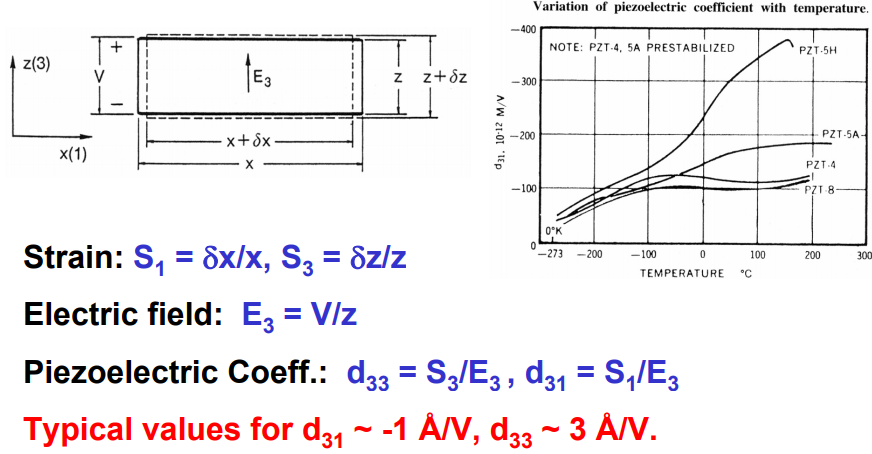 Variation of piezoelectric coefficient with temperature.
z(3)
x(1)
+
V
−
E₃
z
z+δz
x+δx
x
−400
−300
−200
−100
0
d₃₁, 10⁻¹² M/V
NOTE: PZT-4, 5A PRESTABILIZED
PZT-5H
PZT-5A
PZT-4
PZT-8
0°K
−273 −200 −100 0 100 200 300
TEMPERATURE °C
Strain: S₁ = δx/x, S₃ = δz/z
Electric field: E₃ = V/z
Piezoelectric Coeff.: d₃₃ = S₃/E₃ , d₃₁ = S₁/E₃
Typical values for d₃₁ ~ -1 Å/V, d₃₃ ~ 3 Å/V.